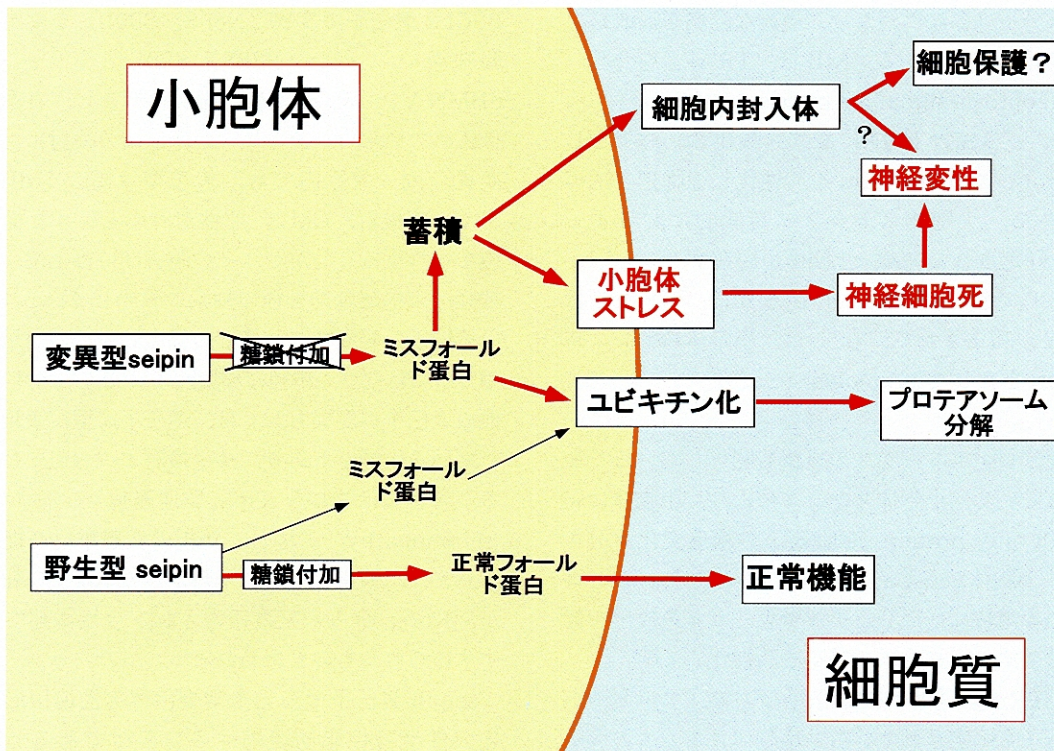 小胞体
細胞保護？
細胞内封入体
？
神経変性
蓄積
小胞体
ストレス
神経細胞死
変異型seipin
糖鎖付加
ミスフォール
ド蛋白
ユビキチン化
プロテアソーム
分解
ミスフォール
ド蛋白
野生型 seipin
糖鎖付加
正常フォール
ド蛋白
正常機能
細胞質